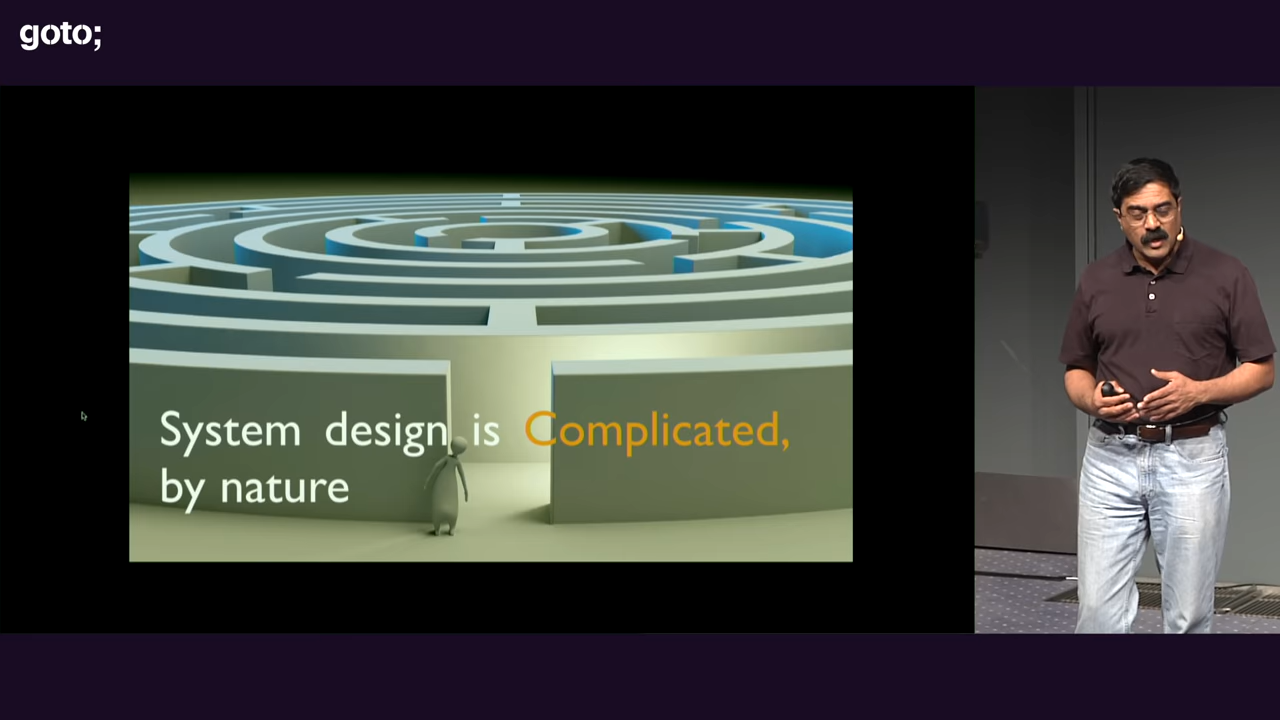 goto;
System design is Complicated,
by nature